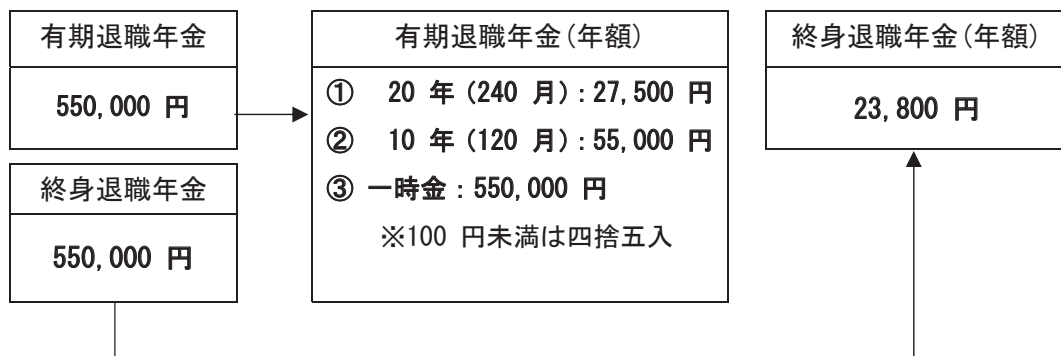 有期退職年金
550,000 円
終身退職年金
550,000 円
有期退職年金(年額)
① 20 年 (240 月) : 27,500 円
② 10 年 (120 月) : 55,000 円
③ 一時金 : 550,000 円
※100 円未満は四捨五入
終身退職年金(年額)
23,800 円